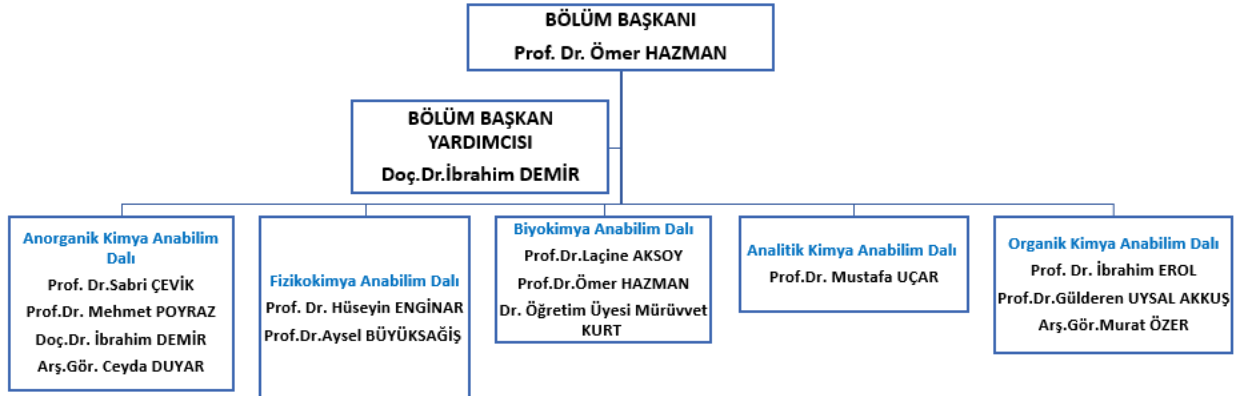 BÖLÜM BAŞKANI
Prof. Dr. Ömer HAZMAN
BÖLÜM BAŞKAN
YARDIMCISI
Doç.Dr.İbrahim DEMİR
Anorganik Kimya Anabilim
Dalı
Prof. Dr.Sabri ÇEVİK
Prof.Dr. Mehmet POYRAZ
Doç.Dr. İbrahim DEMİR
Arş.Gör. Ceyda DUYAR
Fizikokimya Anabilim Dalı
Prof. Dr. Hüseyin ENGİNAR
Prof.Dr.Aysel BÜYÜKSAĞİŞ
Biyokimya Anabilim Dalı
Prof.Dr.Laçine AKSOY
Prof.Dr.Ömer HAZMAN
Dr. Öğretim Üyesi Mürüvvet
KURT
Analitik Kimya Anabilim Dalı
Prof.Dr. Mustafa UÇAR
Organik Kimya Anabilim Dalı
Prof. Dr. İbrahim EROL
Prof.Dr.Gülderen UYSAL AKKUŞ
Arş.Gör.Murat ÖZER